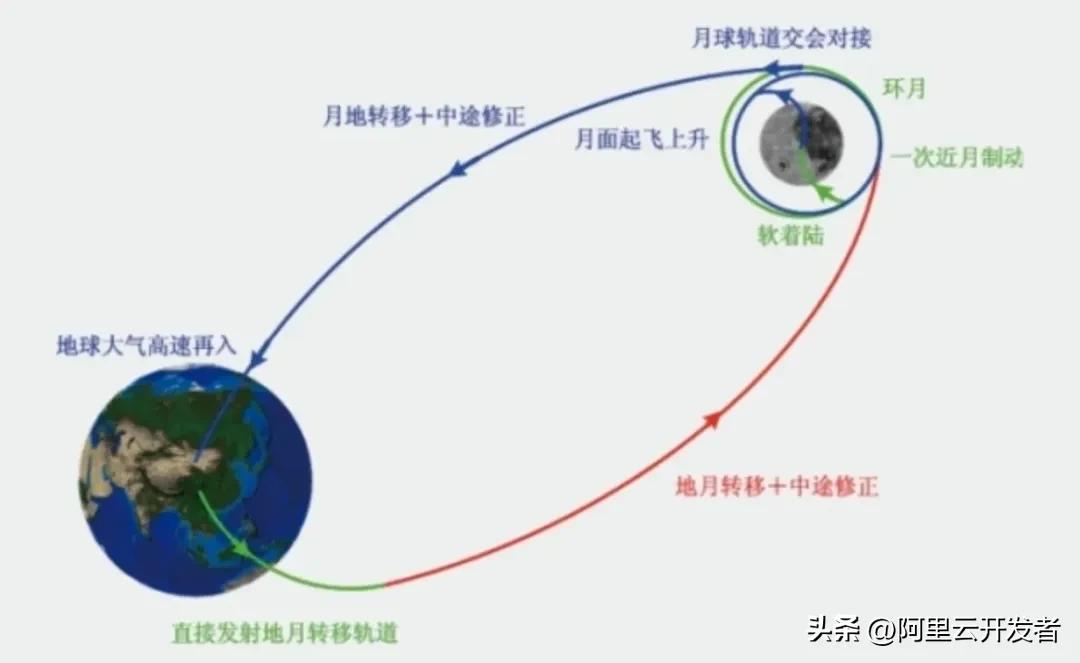 月球轨道交会对接
环月
月地转移+中途修正
月面起飞上升
一次近月制动
软着陆
地球大气高速再入
地月转移+中途修正
直接发射地月转移轨道
头条 @阿里云开发者